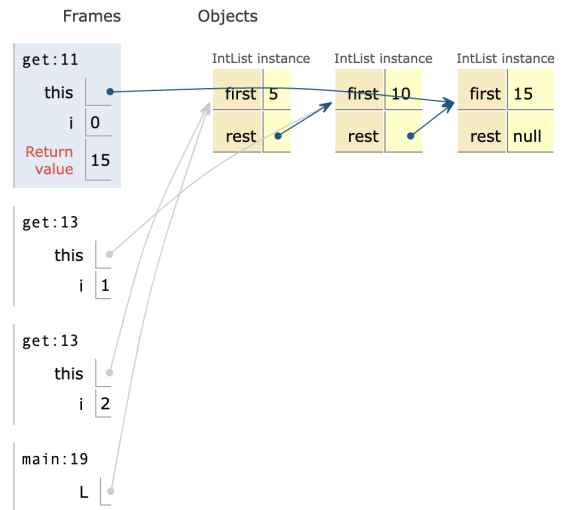 Frames Objects
get:11
this
i 0
Return
value 15
get:13
this
i 1
get:13
this
i 2
main:19
L
IntList instance IntList instance IntList instance
first 5 first 10 first 15
rest rest rest null